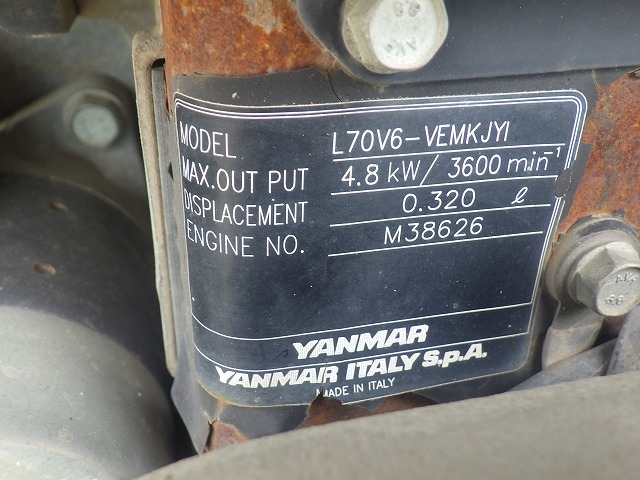 MODEL L70V6-VEMKJYI
MAX.OUT PUT 4.8 kW/ 3600 min⁻¹
DISPLACEMENT 0.320 ℓ
ENGINE NO. M38626
YANMAR
YANMAR ITALY S.p.A.
MADE IN ITALY